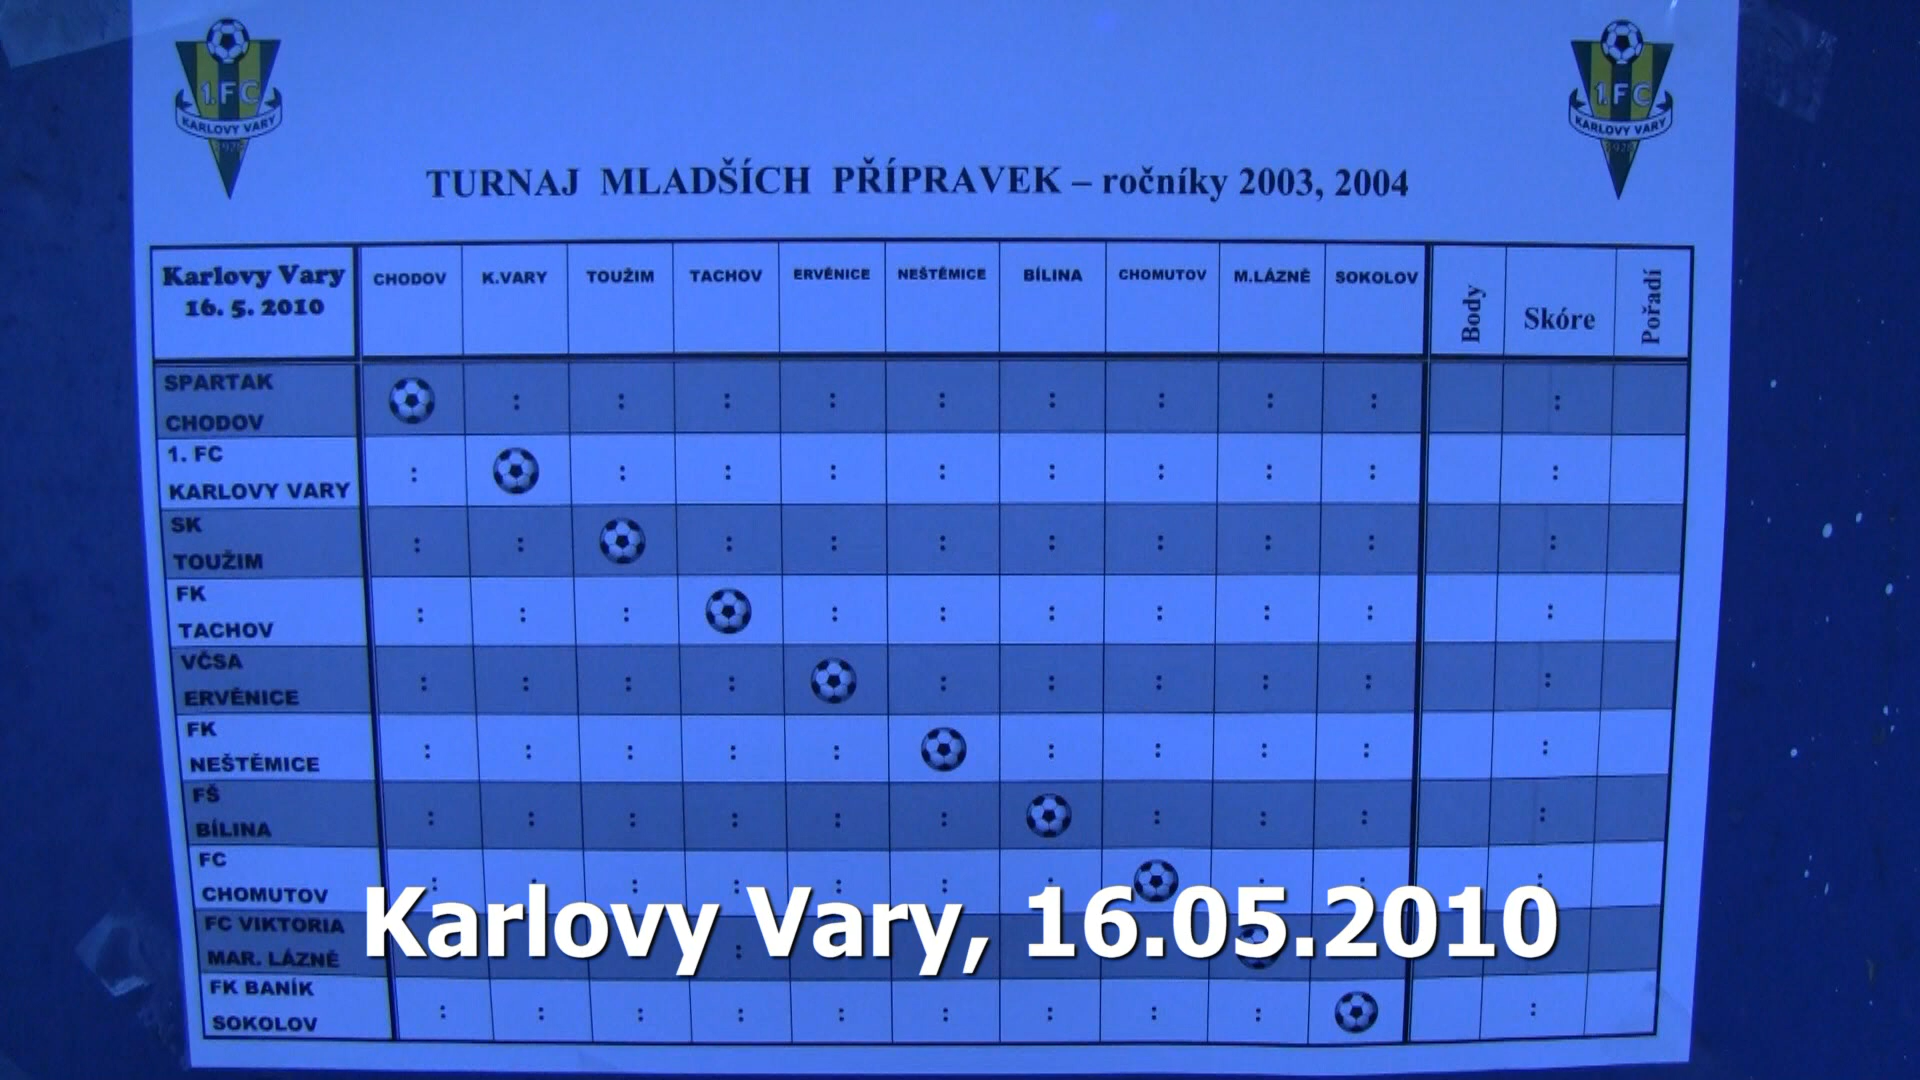 1.FC
KARLOVY VARY
1.FC
KARLOVY VARY
TURNAJ MLADŠÍCH PŘÍPRAVEK – ročníky 2003, 2004
Karlovy Vary
16. 5. 2010
CHODOV K.VARY TOUŽIM TACHOV ERVĚNICE NEŠTĚMICE BÍLINA CHOMUTOV M.LÁZNĚ SOKOLOV Body Skóre Pořadí
SPARTAK
CHODOV : : : : : : : : : :
1. FC
KARLOVY VARY : : : : : : : : : :
SK
TOUŽIM : : : : : : : : : :
FK
TACHOV : : : : : : : : : :
VČSA
ERVĚNICE : : : : : : : : : :
FK
NEŠTĚMICE : : : : : : : : : :
FŠ
BÍLINA : : : : : : : : : :
FC
CHOMUTOV : : : : : : : : : :
FC VIKTORIA
MAR. LÁZNĚ :
FK BANÍK
SOKOLOV : : : : : : : : : :
Karlovy Vary, 16.05.2010